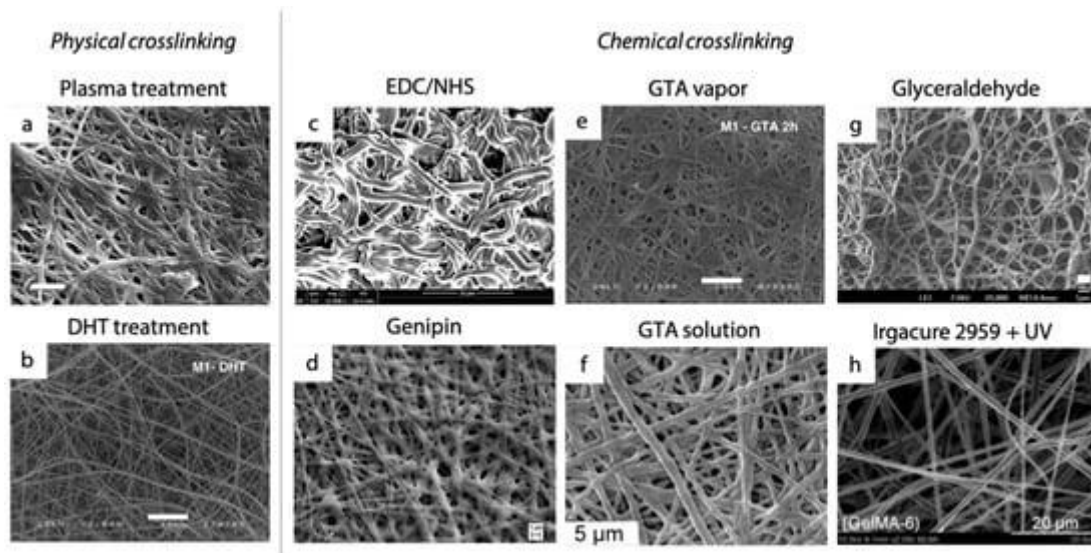 Physical crosslinking
Chemical crosslinking
Plasma treatment
EDC/NHS
GTA vapor
Glyceraldehyde
a
c
e
M1 - GTA 2h
g
DHT treatment
Genipin
GTA solution
Irgacure 2959 + UV
b
M1- DHT
d
f
h
5 µm
(GelMA-6)
20 µm